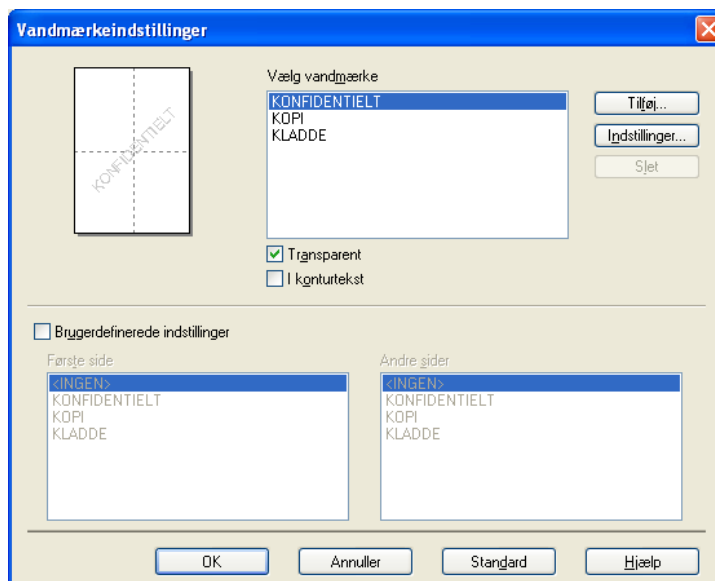 Vandmærkeindstillinger
Vælg vandmærke
KONFIDENTIELT
KOPI
KLADDE
Tilføj...
Indstillinger...
Slet
KONFIDENTIELT
Transparent
I konturtekst
Brugerdefinerede indstillinger
Første side
<INGEN>
KONFIDENTIELT
KOPI
KLADDE
Andre sider
<INGEN>
KONFIDENTIELT
KOPI
KLADDE
OK
Annuller
Standard
Hjælp